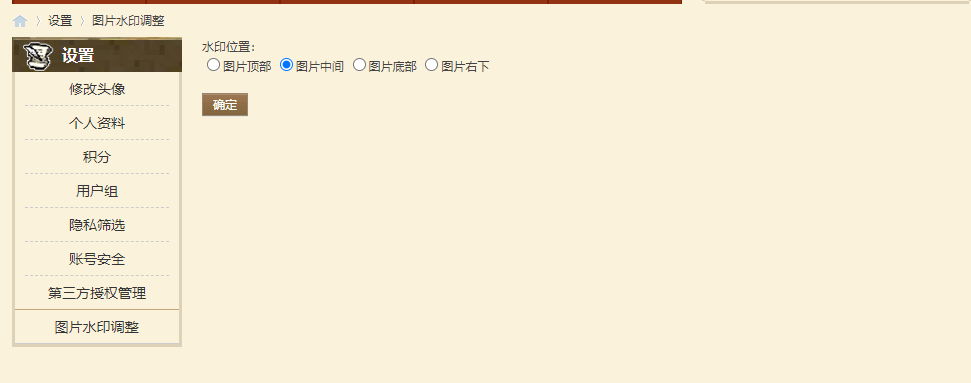 设置 图片水印调整
设置
修改头像
个人资料
积分
用户组
隐私筛选
账号安全
第三方授权管理
图片水印调整
水印位置：
图片顶部 图片中间 图片底部 图片右下
确定